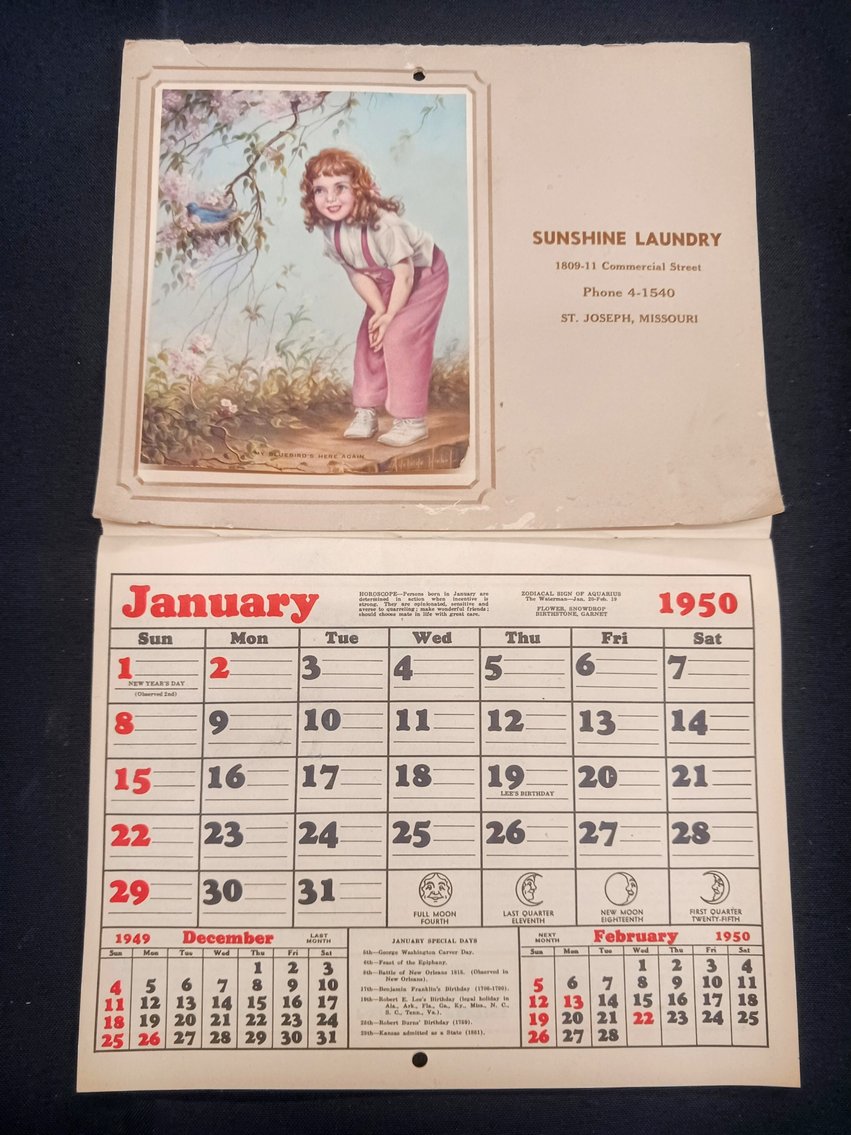 MY BLUEBIRD'S HERE AGAIN
Adelaide Hiebel
SUNSHINE LAUNDRY
1809-11 Commercial Street
Phone 4-1540
ST. JOSEPH, MISSOURI
January
HOROSCOPE—Persons born in January are
determined in action when incentive is
strong. They are opinionated, sensitive and
averse to quarreling; make wonderful friends;
should choose mate in life with great care.
ZODIACAL SIGN OF AQUARIUS
The Waterman—Jan. 20-Feb. 19
FLOWER, SNOWDROP
BIRTHSTONE, GARNET
1950
Sun Mon Tue Wed Thu Fri Sat
1 2 3 4 5 6 7
NEW YEAR'S DAY
(Observed 2nd)
8 9 10 11 12 13 14
15 16 17 18 19 20 21
LEE'S BIRTHDAY
22 23 24 25 26 27 28
29 30 31
FULL MOON
FOURTH
LAST QUARTER
ELEVENTH
NEW MOON
EIGHTEENTH
FIRST QUARTER
TWENTY-FIFTH
1949 December LAST
MONTH
Sun Mon Tue Wed Thu Fri Sat
1 2 3
4 5 6 7 8 9 10
11 12 13 14 15 16 17
18 19 20 21 22 23 24
25 26 27 28 29 30 31
JANUARY SPECIAL DAYS
5th—George Washington Carver Day.
6th—Feast of the Epiphany.
8th—Battle of New Orleans 1815. (Observed in
New Orleans).
17th—Benjamin Franklin's Birthday (1706-1790).
19th—Robert E. Lee's Birthday (legal holiday in
Ala., Ark., Fla., Ga., Ky., Miss., N. C.,
S. C., Tenn., Va.).
25th—Robert Burns' Birthday (1759).
29th—Kansas admitted as a State (1861).
NEXT
MONTH February 1950
Sun Mon Tue Wed Thu Fri Sat
1 2 3 4
5 6 7 8 9 10 11
12 13 14 15 16 17 18
19 20 21 22 23 24 25
26 27 28